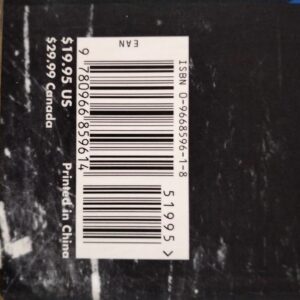 ISBN 0-9668596-1-8
EAN
9 780966 859614
51995 >
$19.95 US
$29.99 Canada
Printed in China